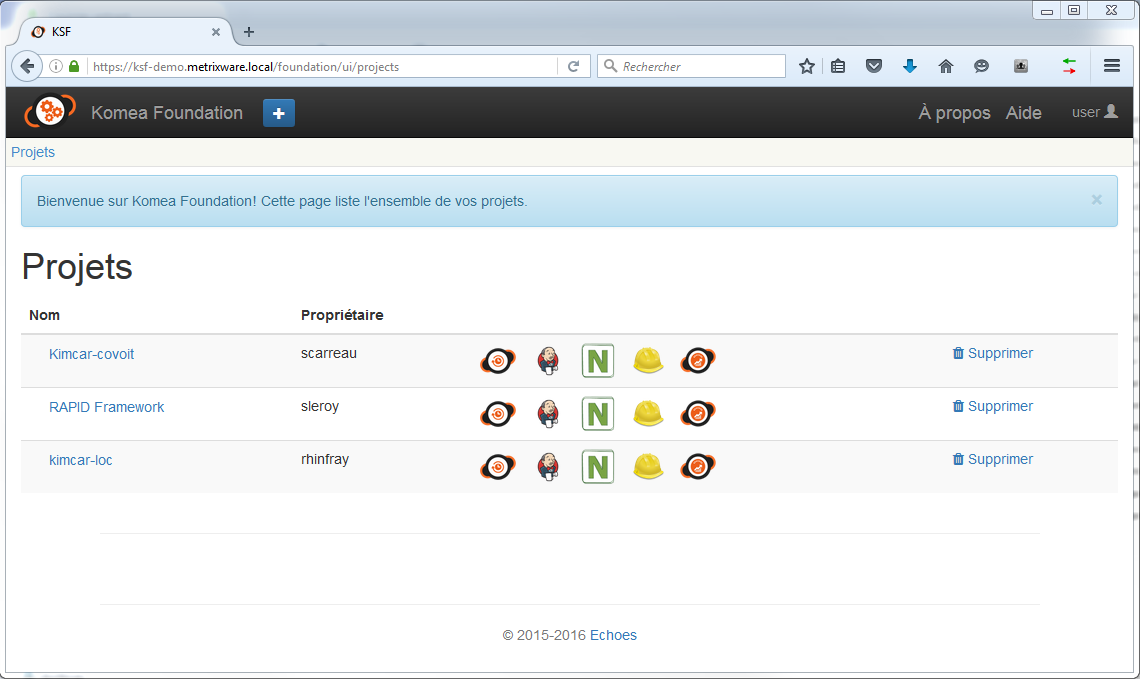 KSF
https://ksf-demo.metrixware.local/foundation/ui/projects
Rechercher
Komea Foundation
À propos Aide user
Projets
Bienvenue sur Komea Foundation! Cette page liste l'ensemble de vos projets.
Projets
Nom Propriétaire
Kimcar-covoit scarreau N Supprimer
RAPID Framework sleroy N Supprimer
kimcar-loc rhinfray N Supprimer
© 2015-2016 Echoes